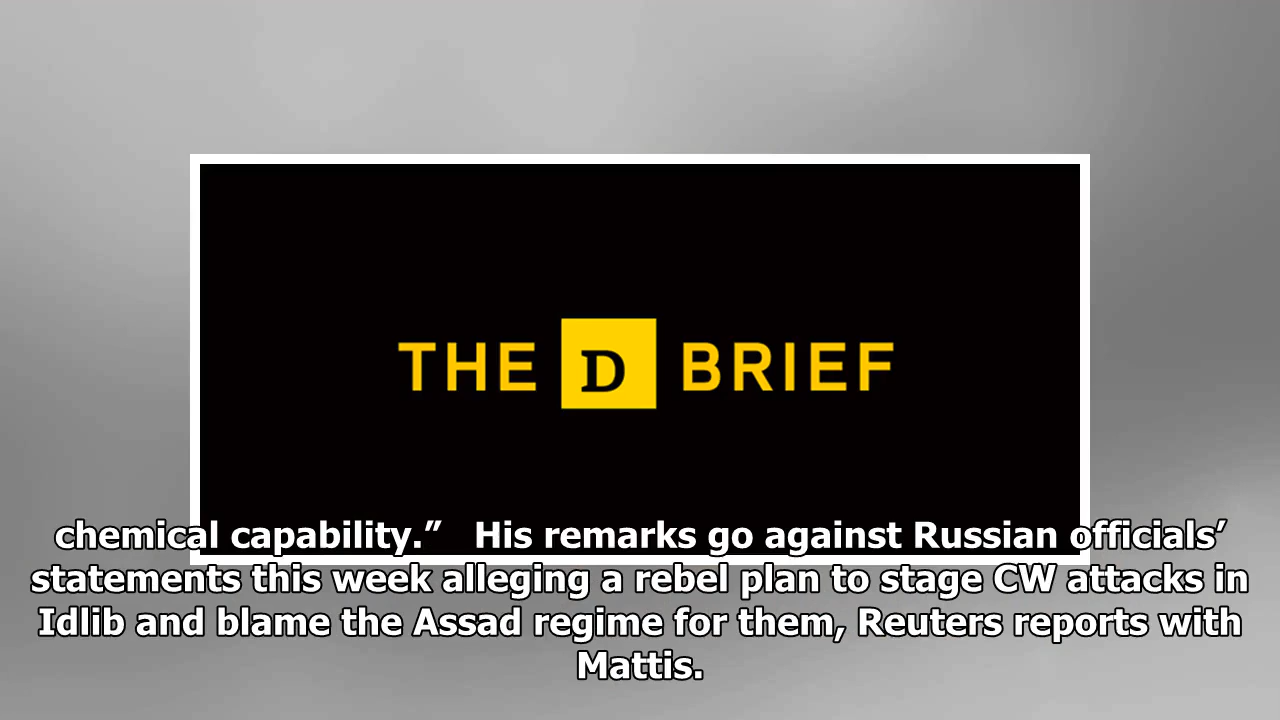 THE D BRIEF
chemical capability.”   His remarks go against Russian officials’
statements this week alleging a rebel plan to stage CW attacks in
Idlib and blame the Assad regime for them, Reuters reports with
Mattis.